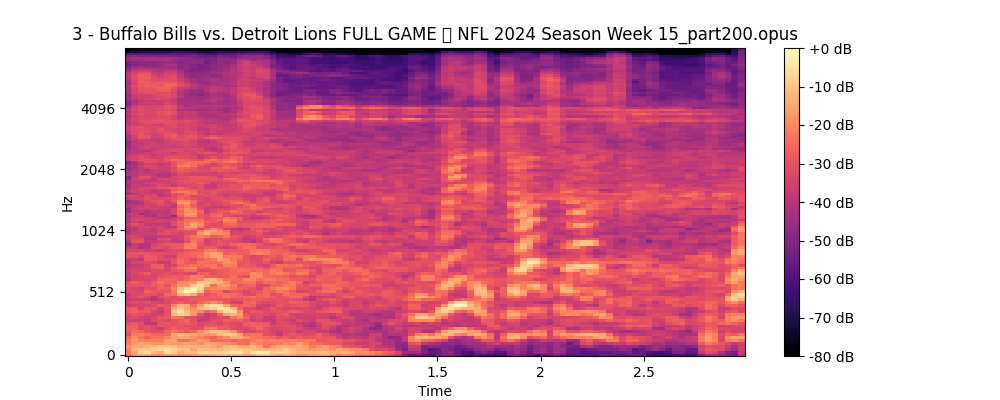 3 - Buffalo Bills vs. Detroit Lions FULL GAME  NFL 2024 Season Week 15_part200.opus
+0 dB
-10 dB
-20 dB
-30 dB
-40 dB
-50 dB
-60 dB
-70 dB
-80 dB
4096
2048
1024
512
0
Hz
0
0.5
1
1.5
2
2.5
Time